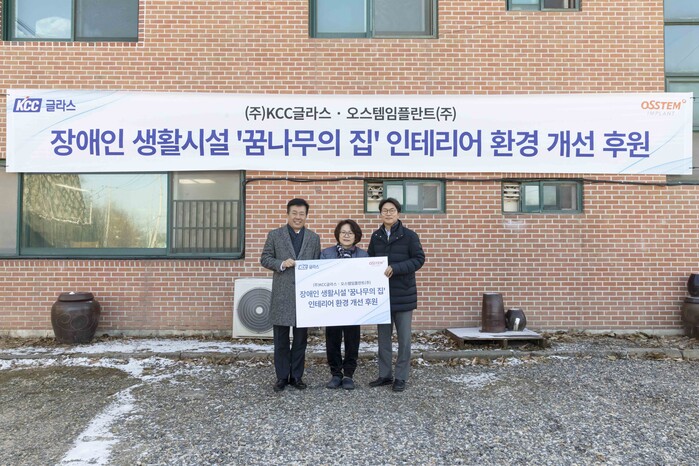 KCC 글라스
(주)KCC글라스 · 오스템임플란트(주)
OSSTEM
IMPLANT
장애인 생활시설 '꿈나무의 집' 인테리어 환경 개선 후원
KCC 글라스
OSSTEM
(주)KCC글라스 · 오스템임플란트(주)
장애인 생활시설 '꿈나무의 집'
인테리어 환경 개선 후원